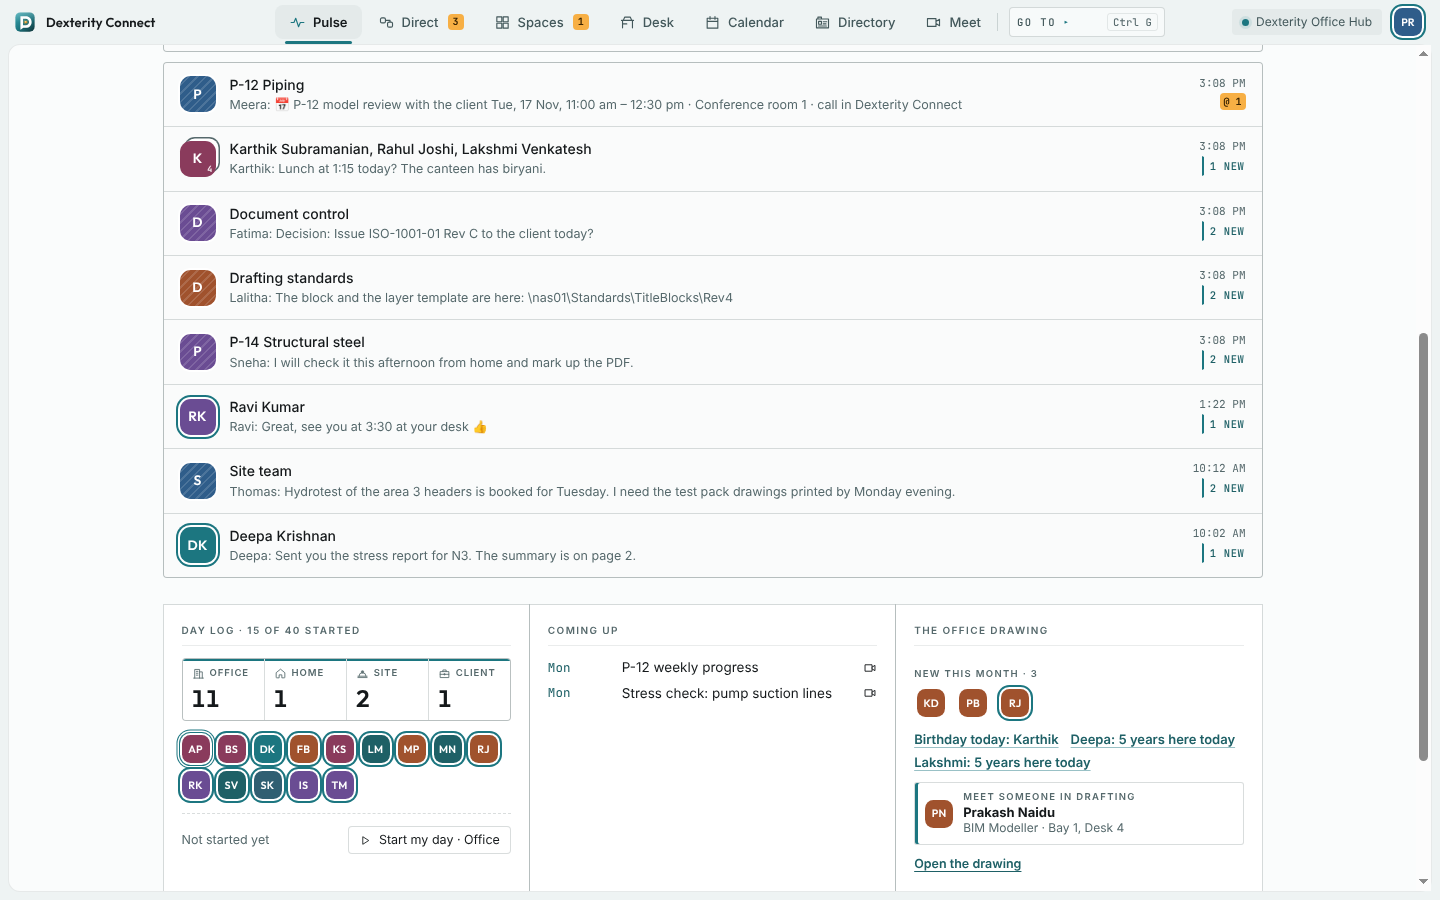 Dexterity Connect
Pulse
Direct 3
Spaces 1
Desk
Calendar
Directory
Meet
GO TO ▸ Ctrl G
Dexterity Office Hub
PR
P
P-12 Piping
3:08 PM
Meera: 📅 P-12 model review with the client Tue, 17 Nov, 11:00 am – 12:30 pm · Conference room 1 · call in Dexterity Connect
@ 1
K 4
Karthik Subramanian, Rahul Joshi, Lakshmi Venkatesh
3:08 PM
Karthik: Lunch at 1:15 today? The canteen has biryani.
1 NEW
D
Document control
3:08 PM
Fatima: Decision: Issue ISO-1001-01 Rev C to the client today?
2 NEW
D
Drafting standards
3:08 PM
Lalitha: The block and the layer template are here: \nas01\Standards\TitleBlocks\Rev4
2 NEW
P
P-14 Structural steel
3:08 PM
Sneha: I will check it this afternoon from home and mark up the PDF.
2 NEW
RK
Ravi Kumar
1:22 PM
Ravi: Great, see you at 3:30 at your desk 👍
1 NEW
S
Site team
10:12 AM
Thomas: Hydrotest of the area 3 headers is booked for Tuesday. I need the test pack drawings printed by Monday evening.
2 NEW
DK
Deepa Krishnan
10:02 AM
Deepa: Sent you the stress report for N3. The summary is on page 2.
1 NEW
DAY LOG · 15 OF 40 STARTED
OFFICE HOME SITE CLIENT
11 1 2 1
AP BS DK FB KS LM MP MN RJ
RK SV SK IS TM
Not started yet
Start my day · Office
COMING UP
Mon P-12 weekly progress
Mon Stress check: pump suction lines
THE OFFICE DRAWING
NEW THIS MONTH · 3
KD PB RJ
Birthday today: Karthik Deepa: 5 years here today
Lakshmi: 5 years here today
PN
MEET SOMEONE IN DRAFTING
Prakash Naidu
BIM Modeller · Bay 1, Desk 4
Open the drawing